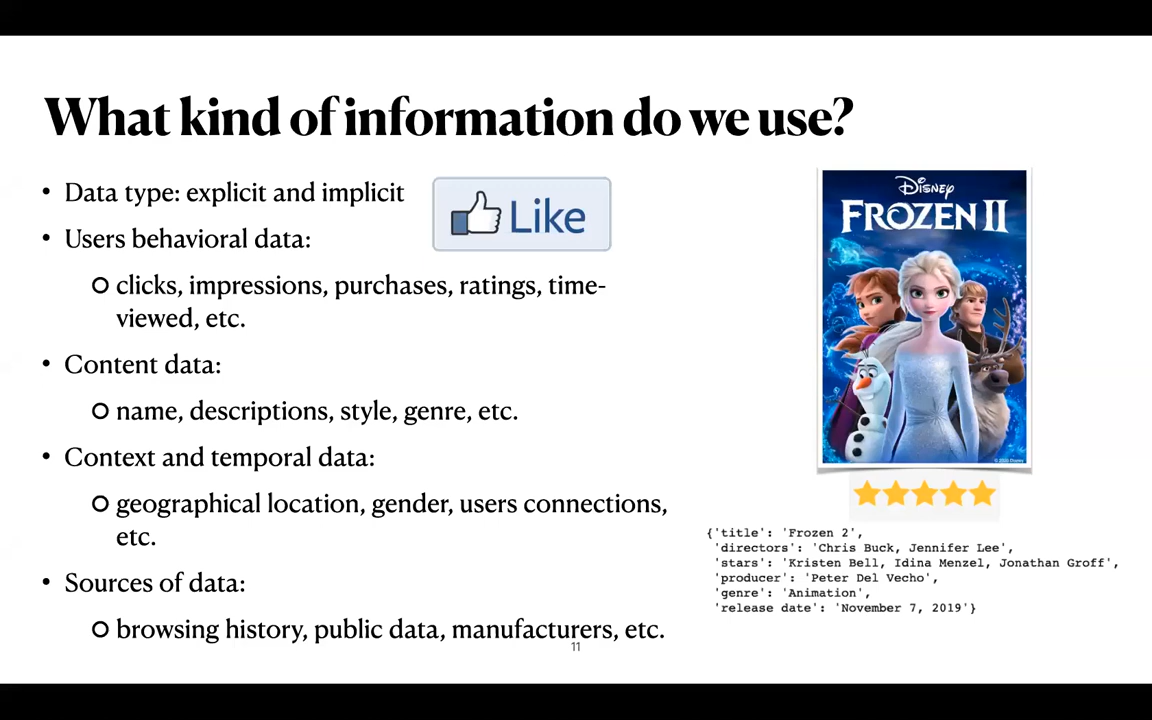 What kind of information do we use?
• Data type: explicit and implicit
Like
• Users behavioral data:
clicks, impressions, purchases, ratings, time-
viewed, etc.
• Content data:
name, descriptions, style, genre, etc.
• Context and temporal data:
geographical location, gender, users connections,
etc.
• Sources of data:
browsing history, public data, manufacturers, etc.
11
Disney
FROZEN II
{'title': 'Frozen 2',
'directors': 'Chris Buck, Jennifer Lee',
'stars': 'Kristen Bell, Idina Menzel, Jonathan Groff',
'producer': 'Peter Del Vecho',
'genre': 'Animation',
'release date': 'November 7, 2019'}